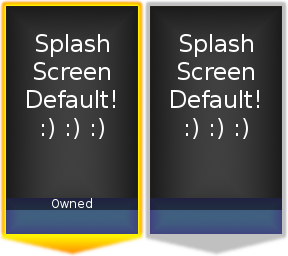 Splash
Screen
Default!
:) :) :)
Owned
Splash
Screen
Default!
:) :) :)